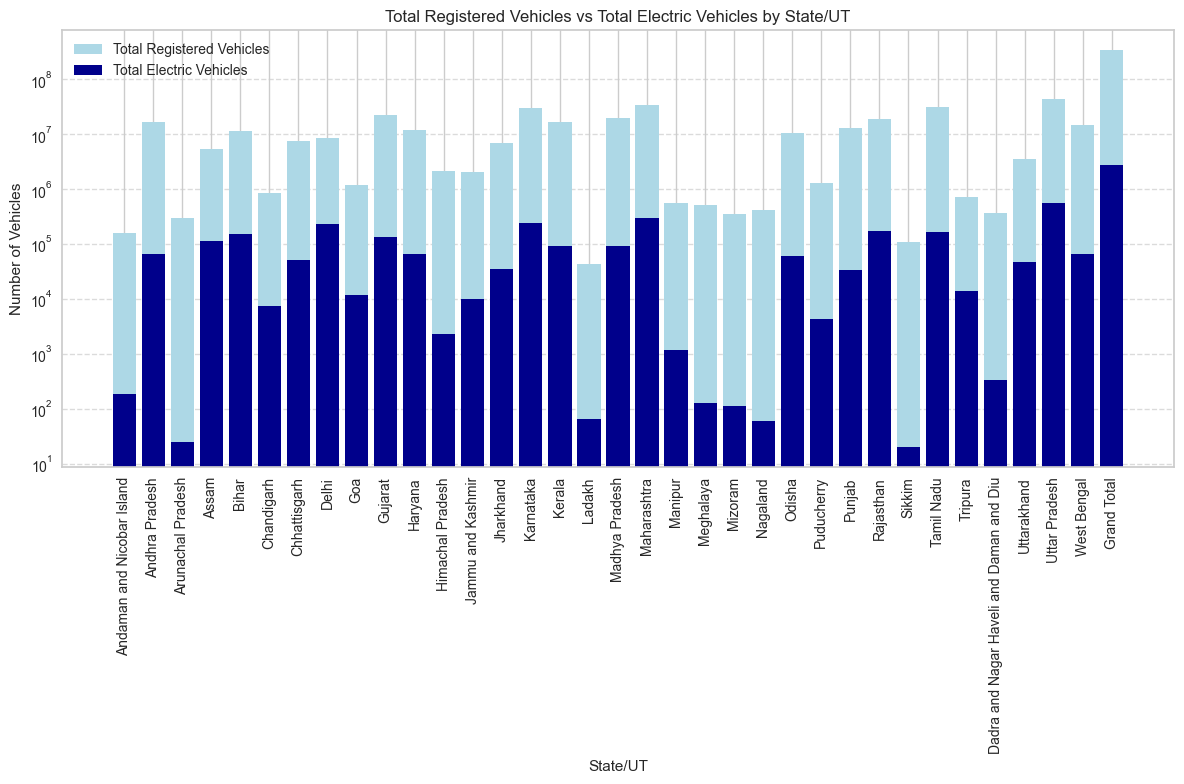 Total Registered Vehicles vs Total Electric Vehicles by State/UT
Total Registered Vehicles
Total Electric Vehicles
Number of Vehicles
10^8
10^7
10^6
10^5
10^4
10^3
10^2
10^1
Andaman and Nicobar Island
Andhra Pradesh
Arunachal Pradesh
Assam
Bihar
Chandigarh
Chhattisgarh
Delhi
Goa
Gujarat
Haryana
Himachal Pradesh
Jammu and Kashmir
Jharkhand
Karnataka
Kerala
Ladakh
Madhya Pradesh
Maharashtra
Manipur
Meghalaya
Mizoram
Nagaland
Odisha
Puducherry
Punjab
Rajasthan
Sikkim
Tamil Nadu
Tripura
Dadra and Nagar Haveli and Daman and Diu
Uttarakhand
Uttar Pradesh
West Bengal
Grand Total
State/UT